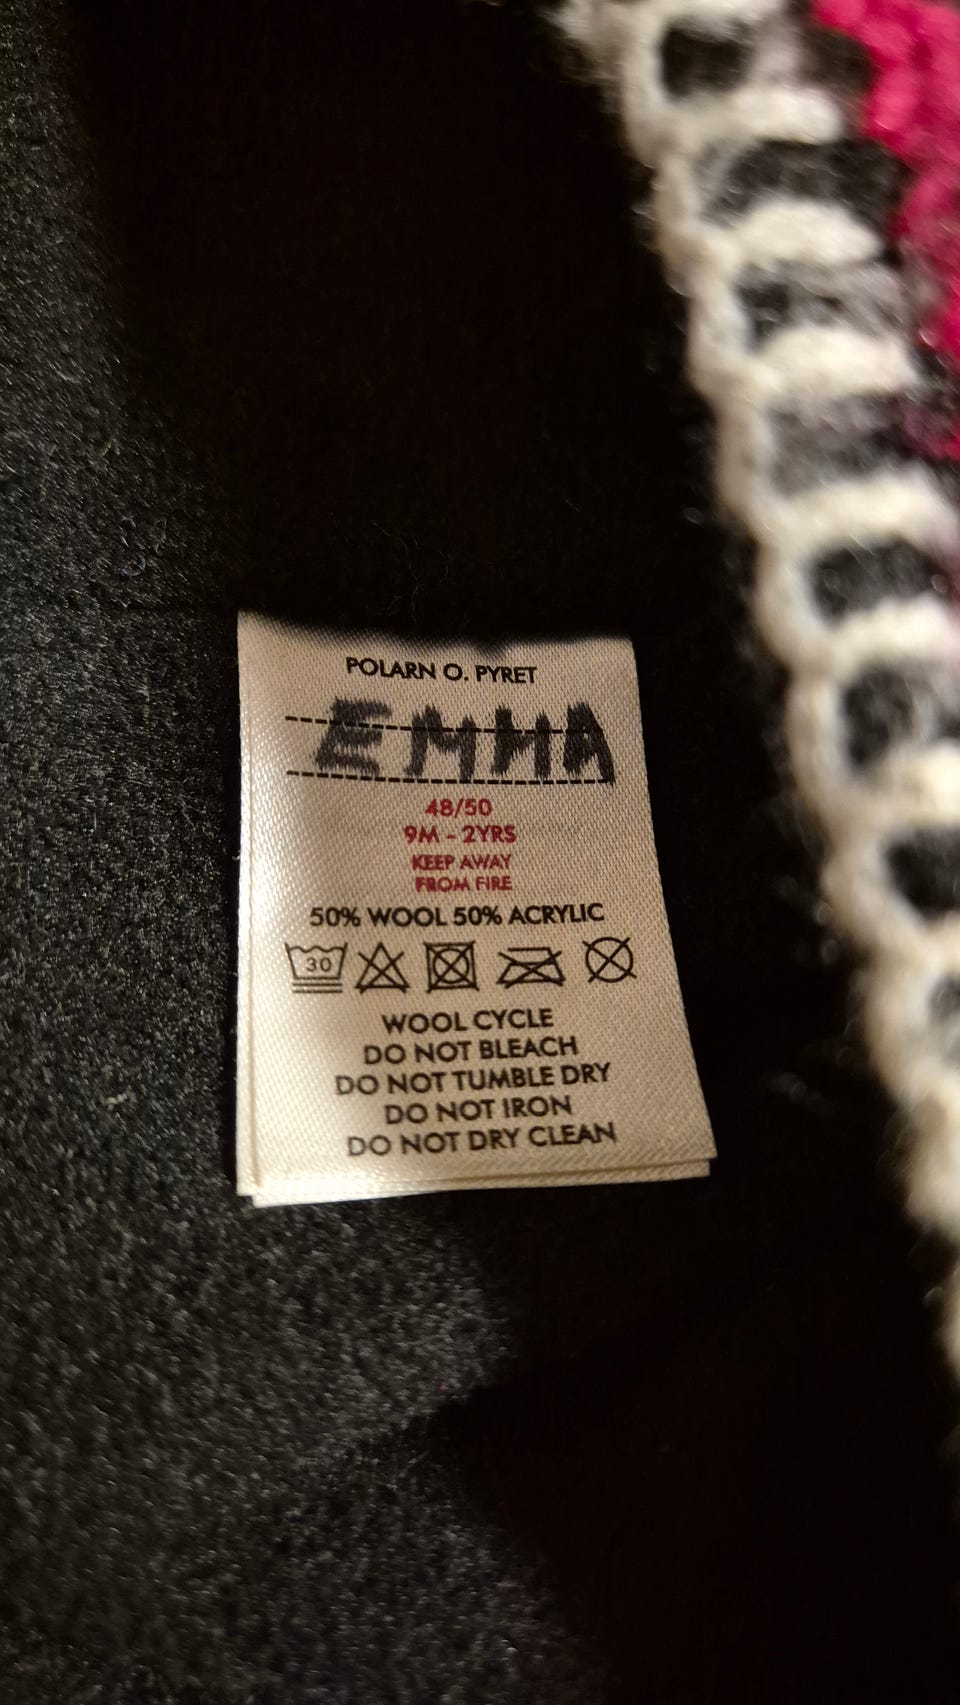 POLARN O. PYRET
EMMA
48/50
9M - 2YRS
KEEP AWAY
FROM FIRE
50% WOOL 50% ACRYLIC
30
WOOL CYCLE
DO NOT BLEACH
DO NOT TUMBLE DRY
DO NOT IRON
DO NOT DRY CLEAN